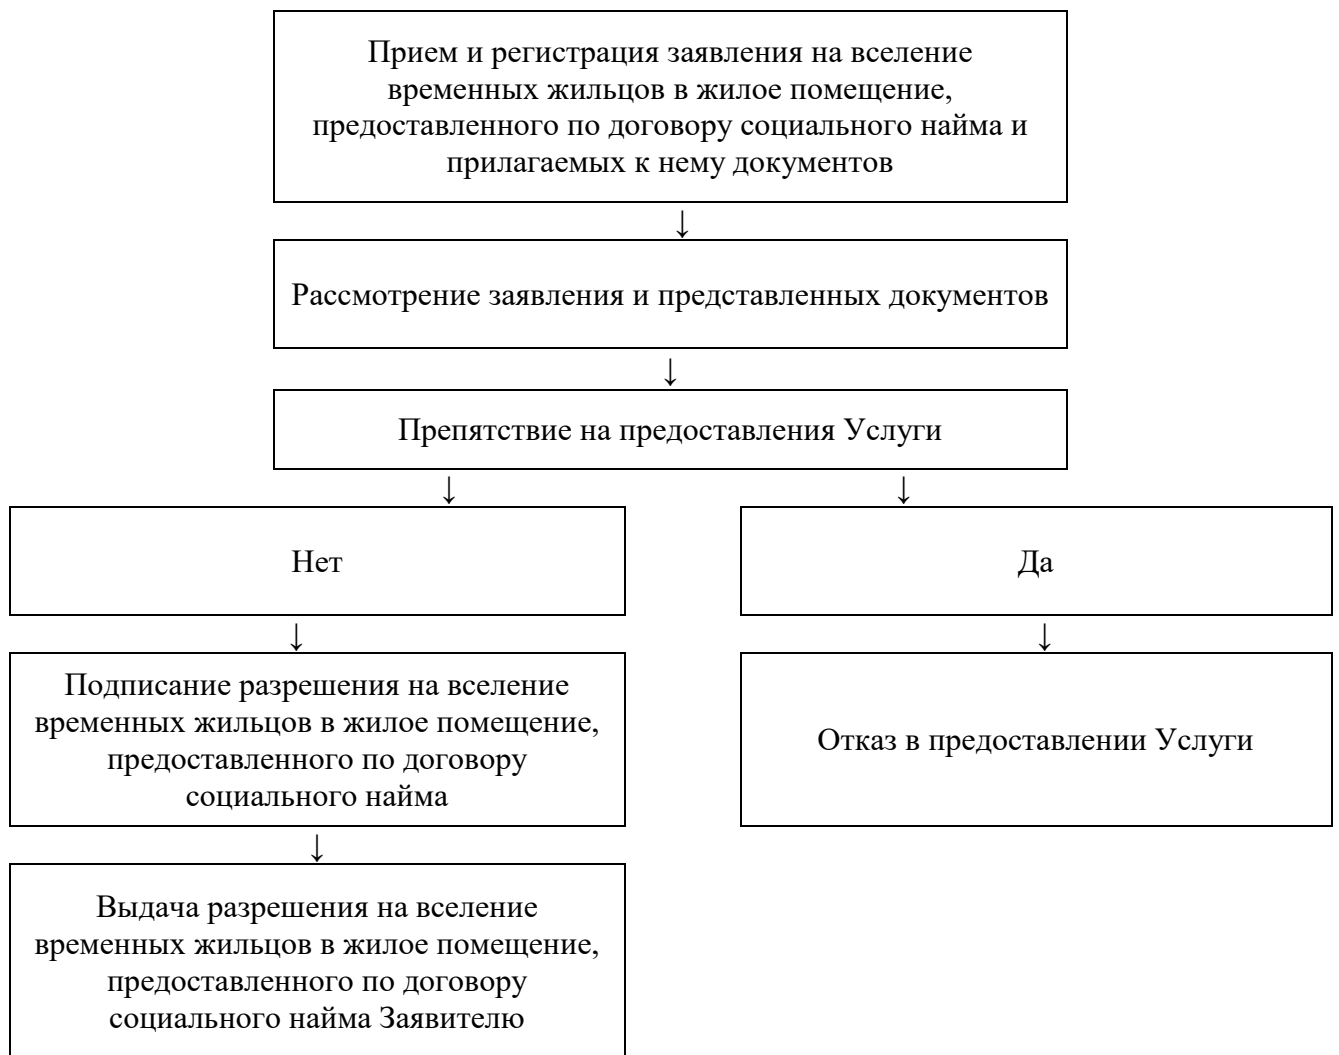 Прием и регистрация заявления на вселение
временных жильцов в жилое помещение,
предоставленного по договору социального найма и
прилагаемых к нему документов
↓
Рассмотрение заявления и представленных документов
↓
Препятствие на предоставления Услуги
↓ ↓
Нет
Да
↓ ↓
Подписание разрешения на вселение
временных жильцов в жилое помещение,
предоставленного по договору
социального найма
Отказ в предоставлении Услуги
↓
Выдача разрешения на вселение
временных жильцов в жилое помещение,
предоставленного по договору
социального найма Заявителю